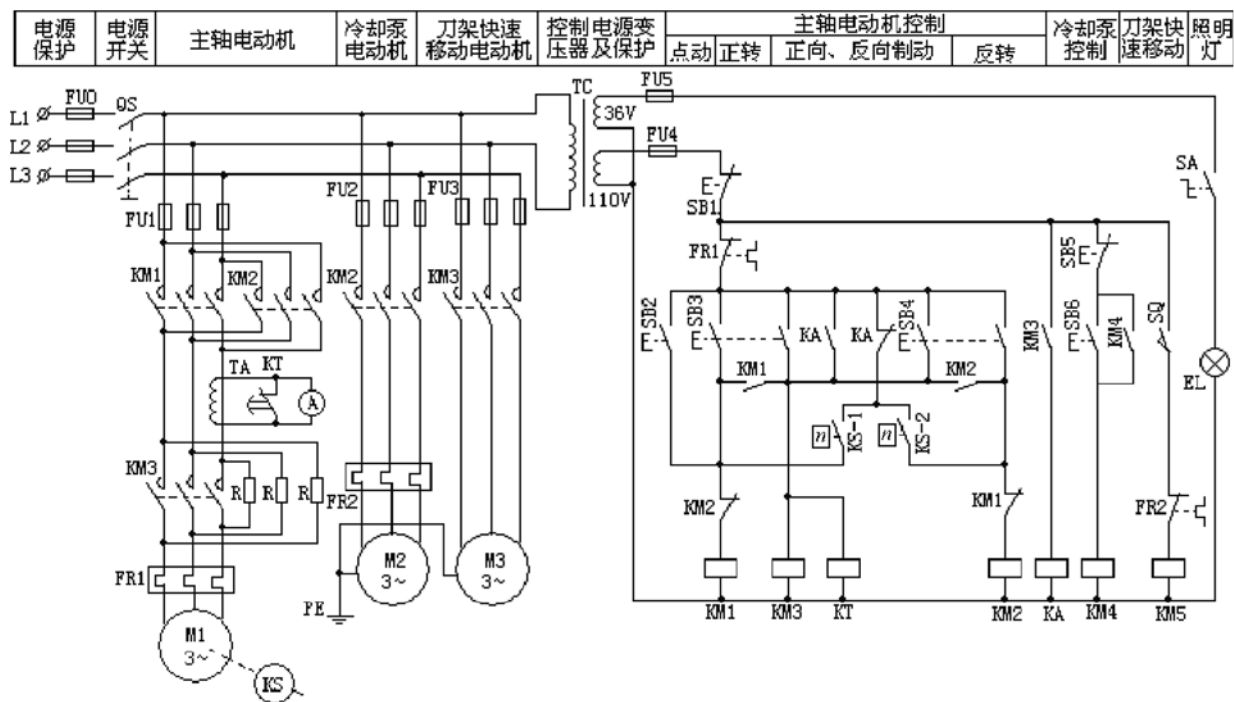 电源保护
电源开关
主轴电动机
冷却泵电动机
刀架快速移动电动机
控制电源变压器及保护
主轴电动机控制
点动
正转
正向、反向制动
反转
冷却泵控制
刀架快速移动
照明灯
L1
FU0
QS
L2
L3
TC
36V
110V
FU5
FU4
SB1
SA
FU1
FU2
FU3
FR1
SB5
KM1
KM2
KM2
KM3
SB2
SB3
KA
KA
SB4
KM3
SB6
KM4
SQ
KM1
KM2
EL
TA
KT
A
n
KS-1
n
KS-2
KM3
R
R
R
FR2
KM2
KM1
FR2
FR1
M2
3~
M3
3~
PE
KM1
KM3
KT
KM2
KA
KM4
KM5
M1
3~
KS